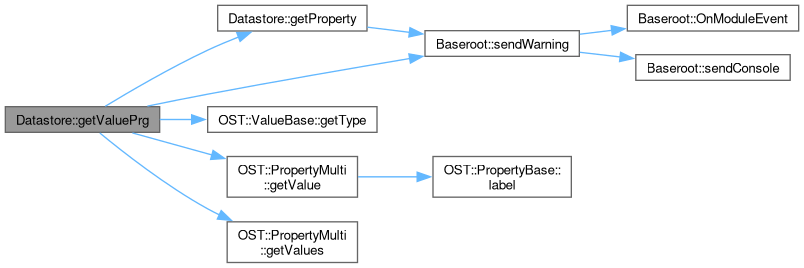 Datastore::getValuePrg
Datastore::getProperty
Baseroot::sendWarning
Baseroot::OnModuleEvent
Baseroot::sendConsole
OST::ValueBase::getType
OST::PropertyMulti
::getValue
OST::PropertyBase::
label
OST::PropertyMulti
::getValues